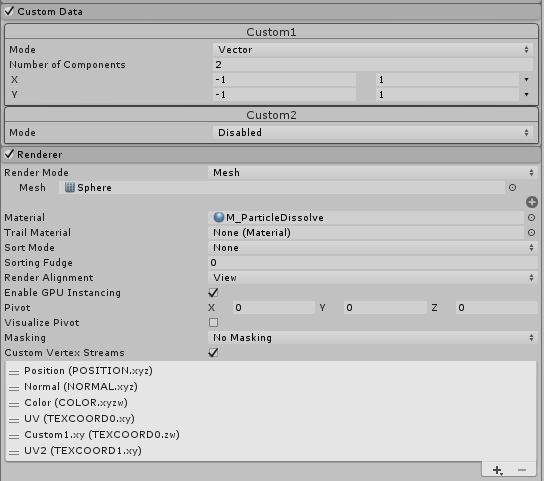 Custom Data
Custom1
Mode Vector
Number of Components 2
X -1 1
Y -1 1
Custom2
Mode Disabled
Renderer
Render Mode Mesh
Mesh Sphere
Material M_ParticleDissolve
Trail Material None (Material)
Sort Mode None
Sorting Fudge 0
Render Alignment View
Enable GPU Instancing
Pivot X 0 Y 0 Z 0
Visualize Pivot
Masking No Masking
Custom Vertex Streams
Position (POSITION.xyz)
Normal (NORMAL.xyz)
Color (COLOR.xyzw)
UV (TEXCOORD0.xy)
Custom1.xy (TEXCOORD0.zw)
UV2 (TEXCOORD1.xy)